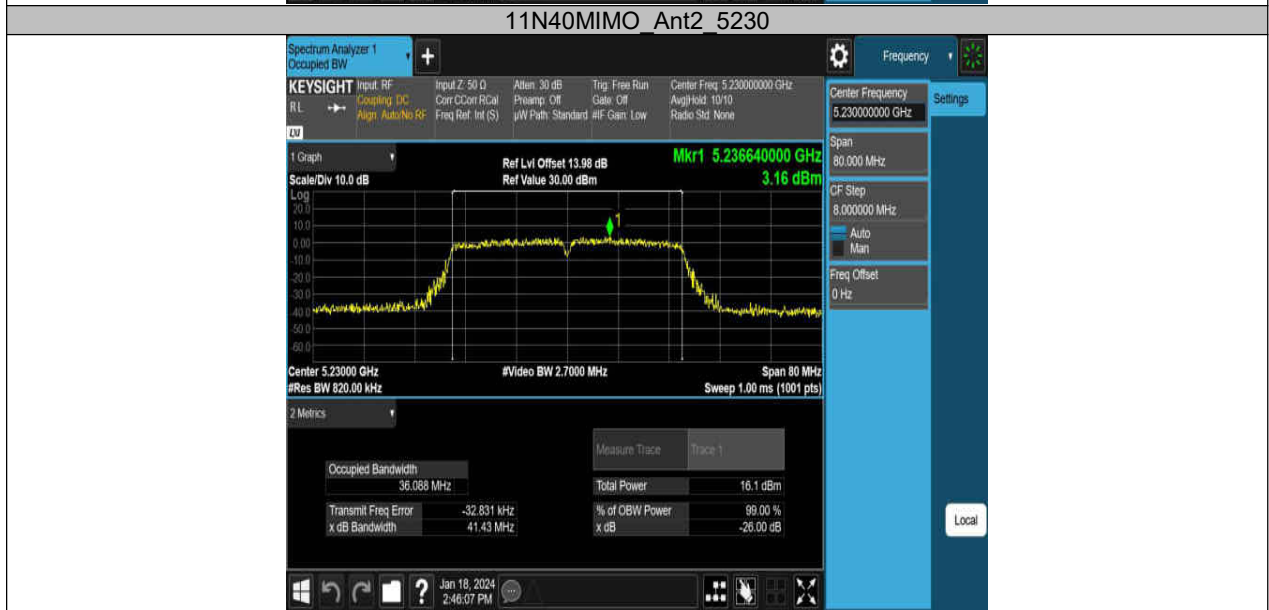 11N40MIMO_Ant2_5230
Spectrum Analyzer 1
Occupied BW
+
Frequency
KEYSIGHT Input: RF Input Z: 50 Ω Atten: 30 dB Trig: Free Run Center Freq: 5.230000000 GHz
RL Coupling: DC Corr CCorr RCal Preamp: Off Gate: Off Avg|Hold: 10/10
Align: Auto/No RF Freq Ref: Int (S) µW Path: Standard #IF Gain: Low Radio Std: None
LXI
Center Frequency
5.230000000 GHz
Settings
Span
80.000 MHz
CF Step
8.000000 MHz
Auto
Man
Freq Offset
0 Hz
1 Graph
Ref Lvl Offset 13.98 dB
Mkr1 5.236640000 GHz
Scale/Div 10.0 dB
Ref Value 30.00 dBm
3.16 dBm
Log
20.0
10.0
1
0.00
-10.0
-20.0
-30.0
-40.0
-50.0
-60.0
Center 5.23000 GHz #Video BW 2.7000 MHz Span 80 MHz
#Res BW 820.00 kHz Sweep 1.00 ms (1001 pts)
2 Metrics
Measure Trace Trace 1
Occupied Bandwidth
36.088 MHz
Total Power 16.1 dBm
Transmit Freq Error -32.831 kHz % of OBW Power 99.00 %
x dB Bandwidth 41.43 MHz x dB -26.00 dB
Local
?
Jan 18, 2024
2:46:07 PM